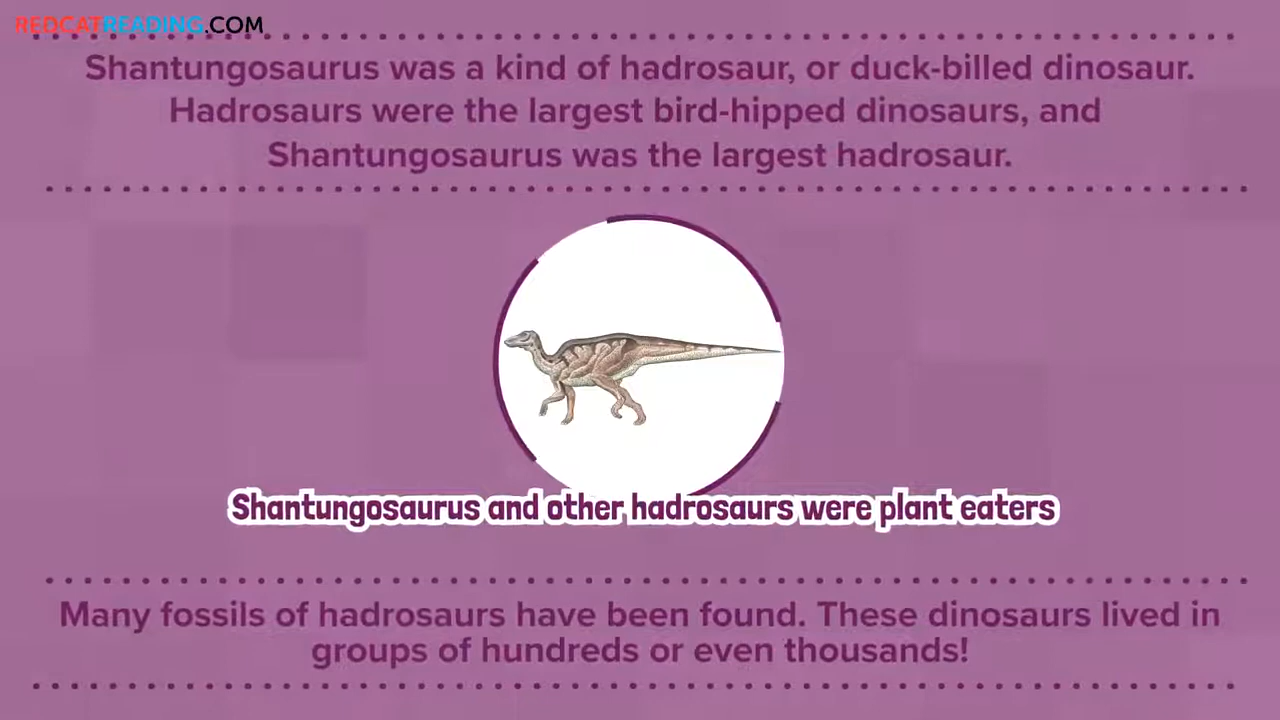 REDCATREADING.COM
Shantungosaurus was a kind of hadrosaur, or duck-billed dinosaur.
Hadrosaurs were the largest bird-hipped dinosaurs, and
Shantungosaurus was the largest hadrosaur.
Shantungosaurus and other hadrosaurs were plant eaters
Many fossils of hadrosaurs have been found. These dinosaurs lived in
groups of hundreds or even thousands!